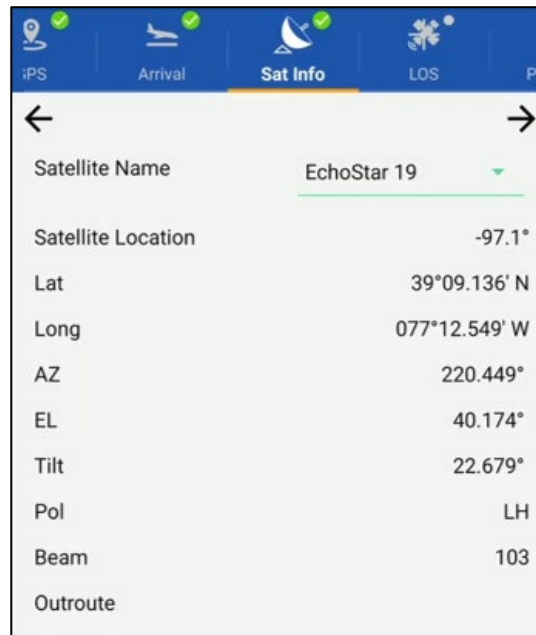 iPS Arrival Sat Info LOS P
Satellite Name EchoStar 19
Satellite Location -97.1°
Lat 39°09.136' N
Long 077°12.549' W
AZ 220.449°
EL 40.174°
Tilt 22.679°
Pol LH
Beam 103
Outroute